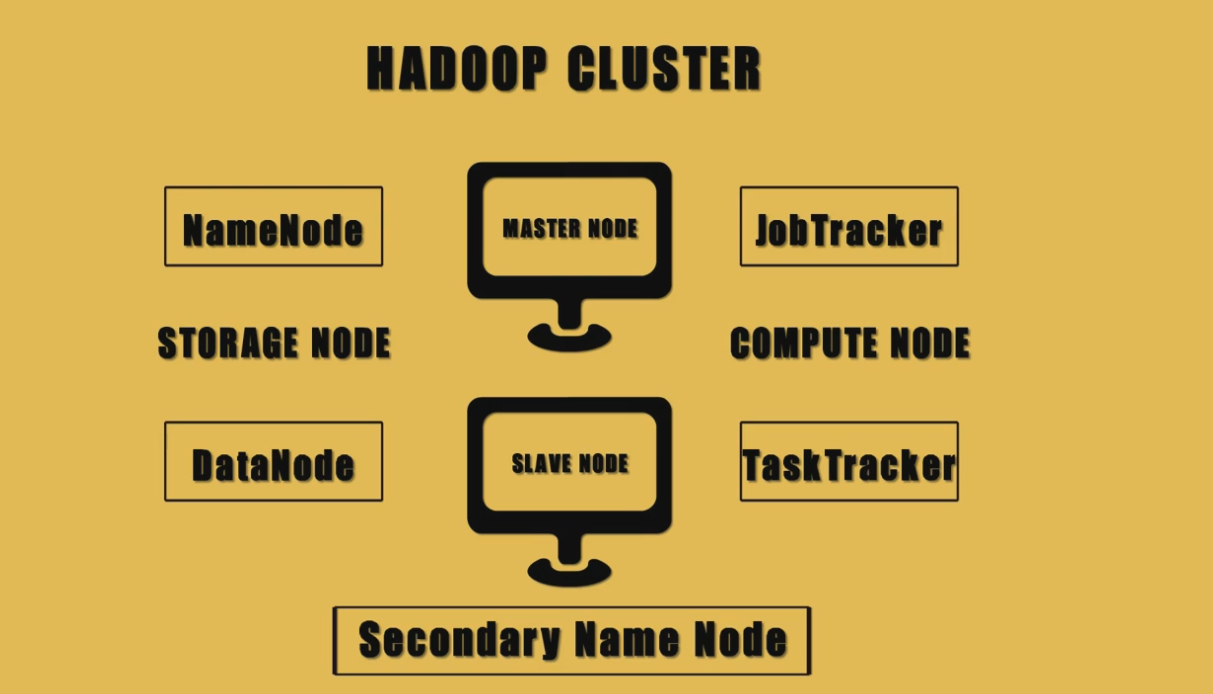 HADOOP CLUSTER
NameNode
MASTER NODE
JobTracker
STORAGE NODE
COMPUTE NODE
DataNode
SLAVE NODE
TaskTracker
Secondary Name Node